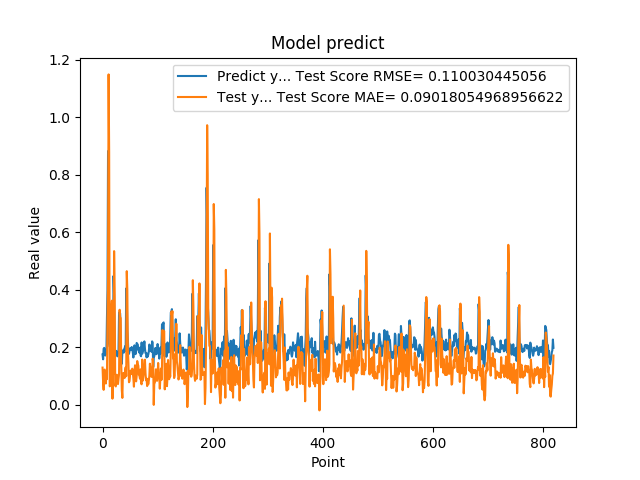 Model predict
Predict y... Test Score RMSE= 0.110030445056
Test y... Test Score MAE= 0.09018054968956622
Real value
1.2
1.0
0.8
0.6
0.4
0.2
0.0
0 200 400 600 800
Point